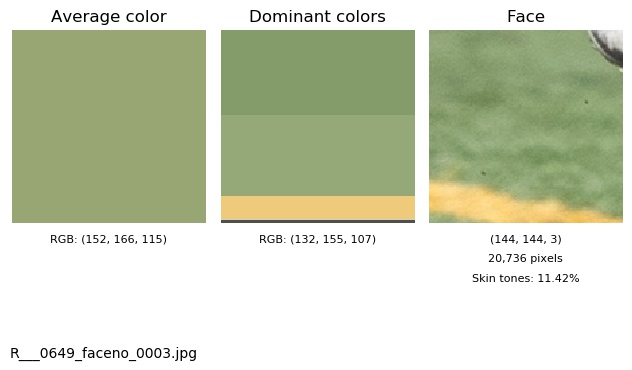 Average color
Dominant colors
Face
RGB: (152, 166, 115)
RGB: (132, 155, 107)
(144, 144, 3)
20,736 pixels
Skin tones: 11.42%
R___0649_faceno_0003.jpg